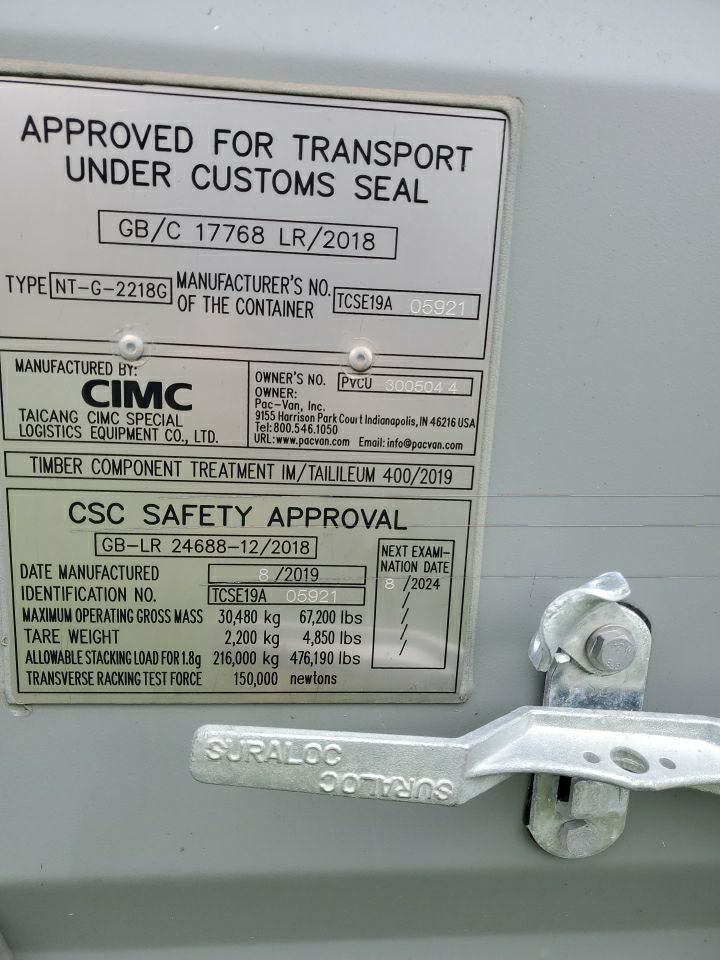 APPROVED FOR TRANSPORT
UNDER CUSTOMS SEAL
GB/C 17768 LR/2018
TYPE NT-G-2218G MANUFACTURER'S NO.
OF THE CONTAINER TCSE19A 05921
MANUFACTURED BY:
CIMC
TAICANG CIMC SPECIAL
LOGISTICS EQUIPMENT CO., LTD.
OWNER'S NO. PVCU 300504 4
OWNER:
Pac-Van, Inc.
9155 Harrison Park Court Indianapolis, IN 46216 USA
Tel:800.546.1050
URL:www.pacvan.com Email:info@pacvan.com
TIMBER COMPONENT TREATMENT IM/TAILILEUM 400/2019
CSC SAFETY APPROVAL
GB-LR 24688-12/2018
DATE MANUFACTURED 8/2019
IDENTIFICATION NO. TCSE19A 05921
MAXIMUM OPERATING GROSS MASS 30,480 kg 67,200 lbs
TARE WEIGHT 2,200 kg 4,850 lbs
ALLOWABLE STACKING LOAD FOR 1.8g 216,000 kg 476,190 lbs
TRANSVERSE RACKING TEST FORCE 150,000 newtons
NEXT EXAMI-
NATION DATE
8 /2024
/
/
/
/
SURALOC
SURALOC